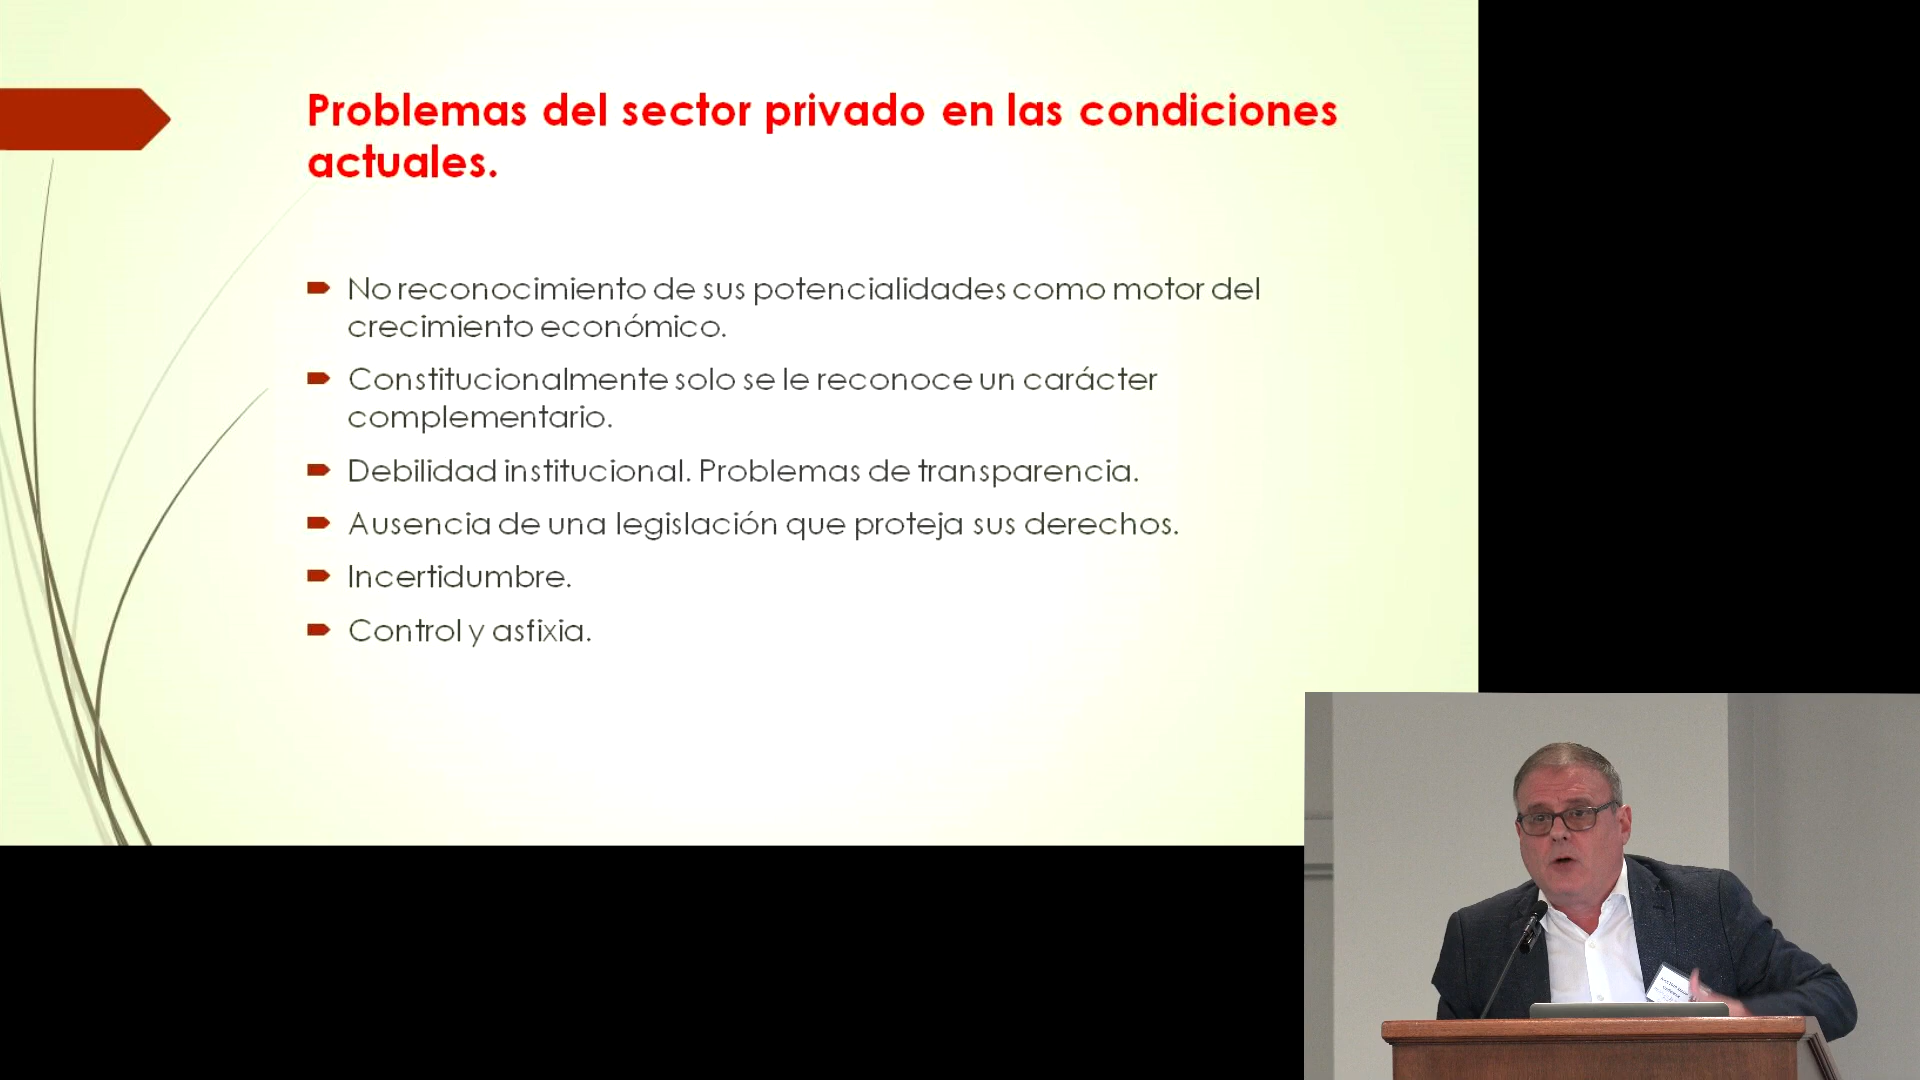 Problemas del sector privado en las condiciones
actuales.
No reconocimiento de sus potencialidades como motor del
crecimiento económico.
Constitucionalmente solo se le reconoce un carácter
complementario.
Debilidad institucional. Problemas de transparencia.
Ausencia de una legislación que proteja sus derechos.
Incertidumbre.
Control y asfixia.